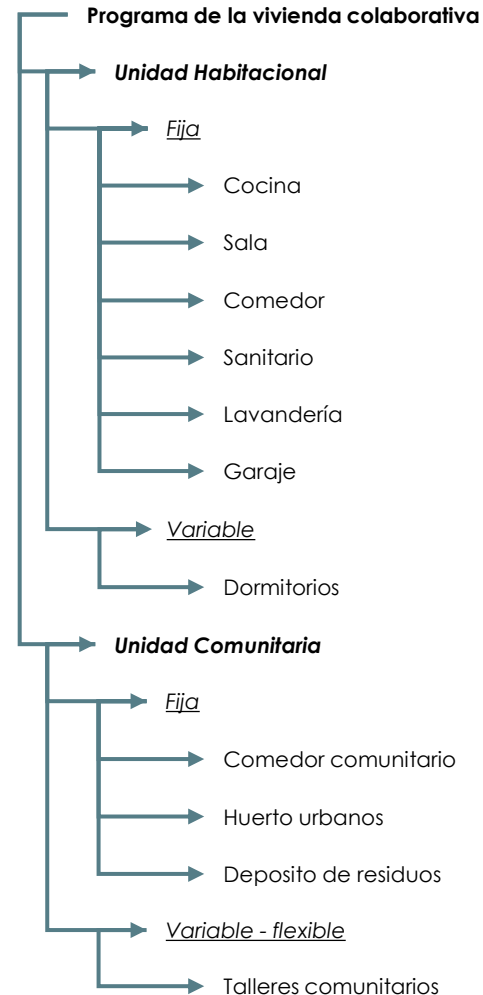 Programa de la vivienda colaborativa
Unidad Habitacional
Fija
Cocina
Sala
Comedor
Sanitario
Lavandería
Garaje
Variable
Dormitorios
Unidad Comunitaria
Fija
Comedor comunitario
Huerto urbanos
Deposito de residuos
Variable - flexible
Talleres comunitarios